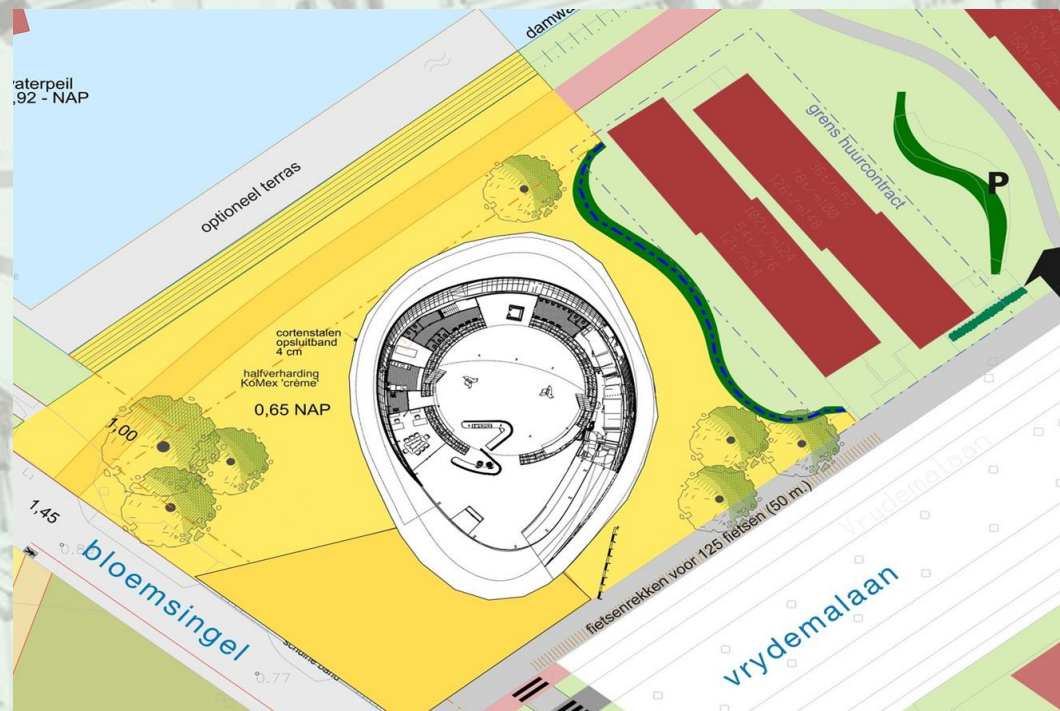 waterpeil
,92 - NAP
damwa
optioneel terras
grens huurcontract
P
cortenstalen
opsluitband
4 cm
halfverharding
KoMex 'crème'
0,65 NAP
1,00
1,45
bloemsingel
0.77
fietsenrekken voor 125 fietsen (50 m.)
Vrydemalaan
vrydemalaan